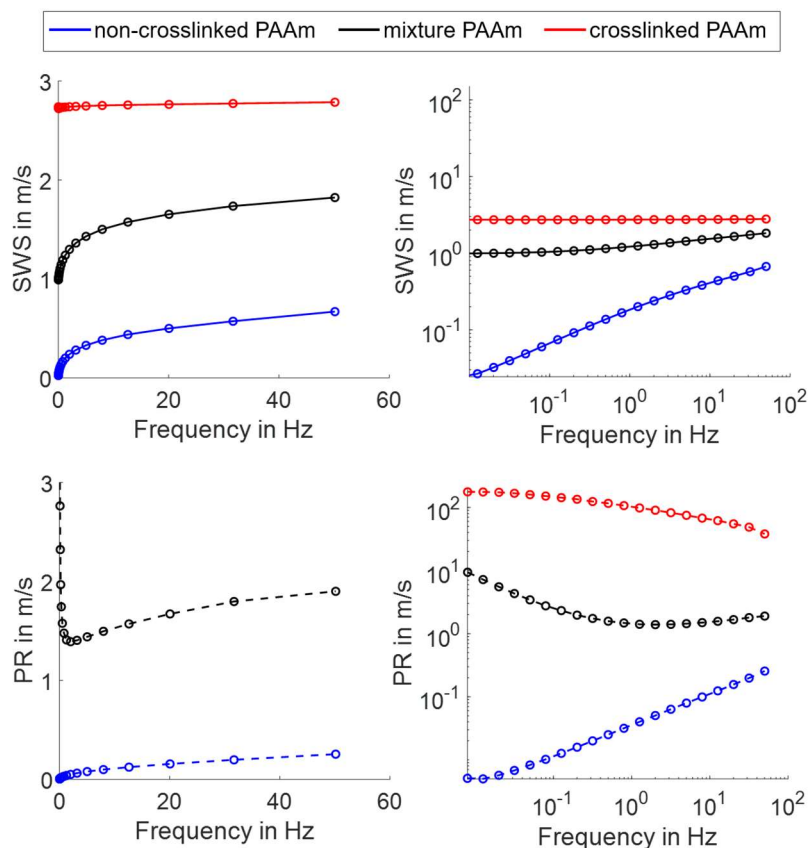 non-crosslinked PAAm mixture PAAm crosslinked PAAm
SWS in m/s
3
2
1
0
0 20 40 60
Frequency in Hz
SWS in m/s
10^2
10^1
10^0
10^-1
10^-1 10^0 10^1 10^2
Frequency in Hz
PR in m/s
3
2
1
0
0 20 40 60
Frequency in Hz
PR in m/s
10^2
10^1
10^0
10^-1
10^-1 10^0 10^1 10^2
Frequency in Hz